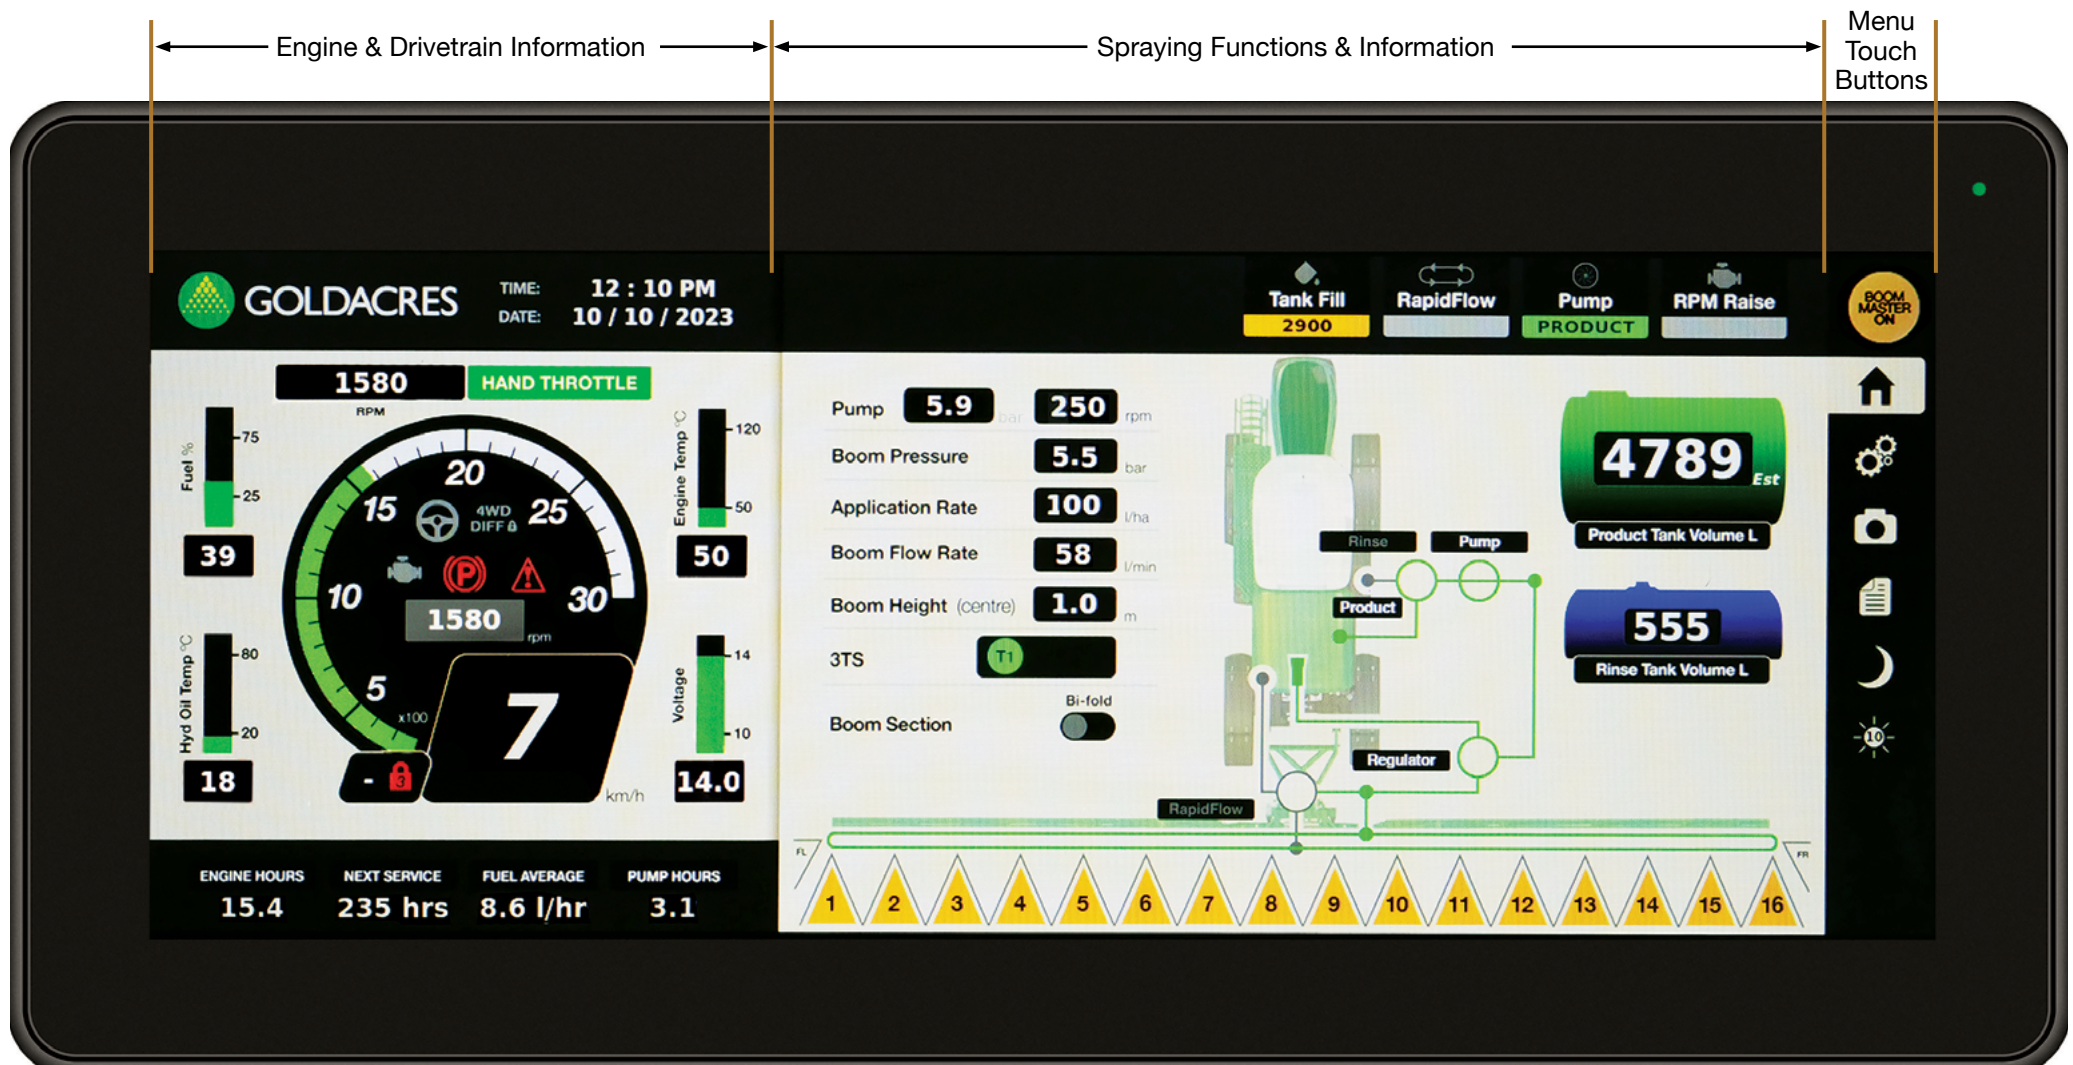 Engine & Drivetrain Information
Spraying Functions & Information
Menu
Touch
Buttons
GOLDACRES
TIME: 12 : 10 PM
DATE: 10 / 10 / 2023
Tank Fill
2900
RapidFlow
Pump
PRODUCT
RPM Raise
BOOM
MASTER
ON
1580
RPM
HAND THROTTLE
Fuel %
75
25
39
Engine Temp °C
120
50
50
Hyd Oil Temp °C
80
20
18
Voltage
14
10
14.0
5
10
15
20
25
30
x100
4WD
DIFF
P
1580
rpm
7
km/h
-
3
ENGINE HOURS
15.4
NEXT SERVICE
235 hrs
FUEL AVERAGE
8.6 l/hr
PUMP HOURS
3.1
Pump 5.9 bar 250 rpm
Boom Pressure 5.5 bar
Application Rate 100 l/ha
Boom Flow Rate 58 l/min
Boom Height (centre) 1.0 m
3TS T1
Bi-fold
Boom Section
Rinse
Pump
Product
Regulator
RapidFlow
4789
Est
Product Tank Volume L
555
Rinse Tank Volume L
10
FL
FR
1 2 3 4 5 6 7 8 9 10 11 12 13 14 15 16